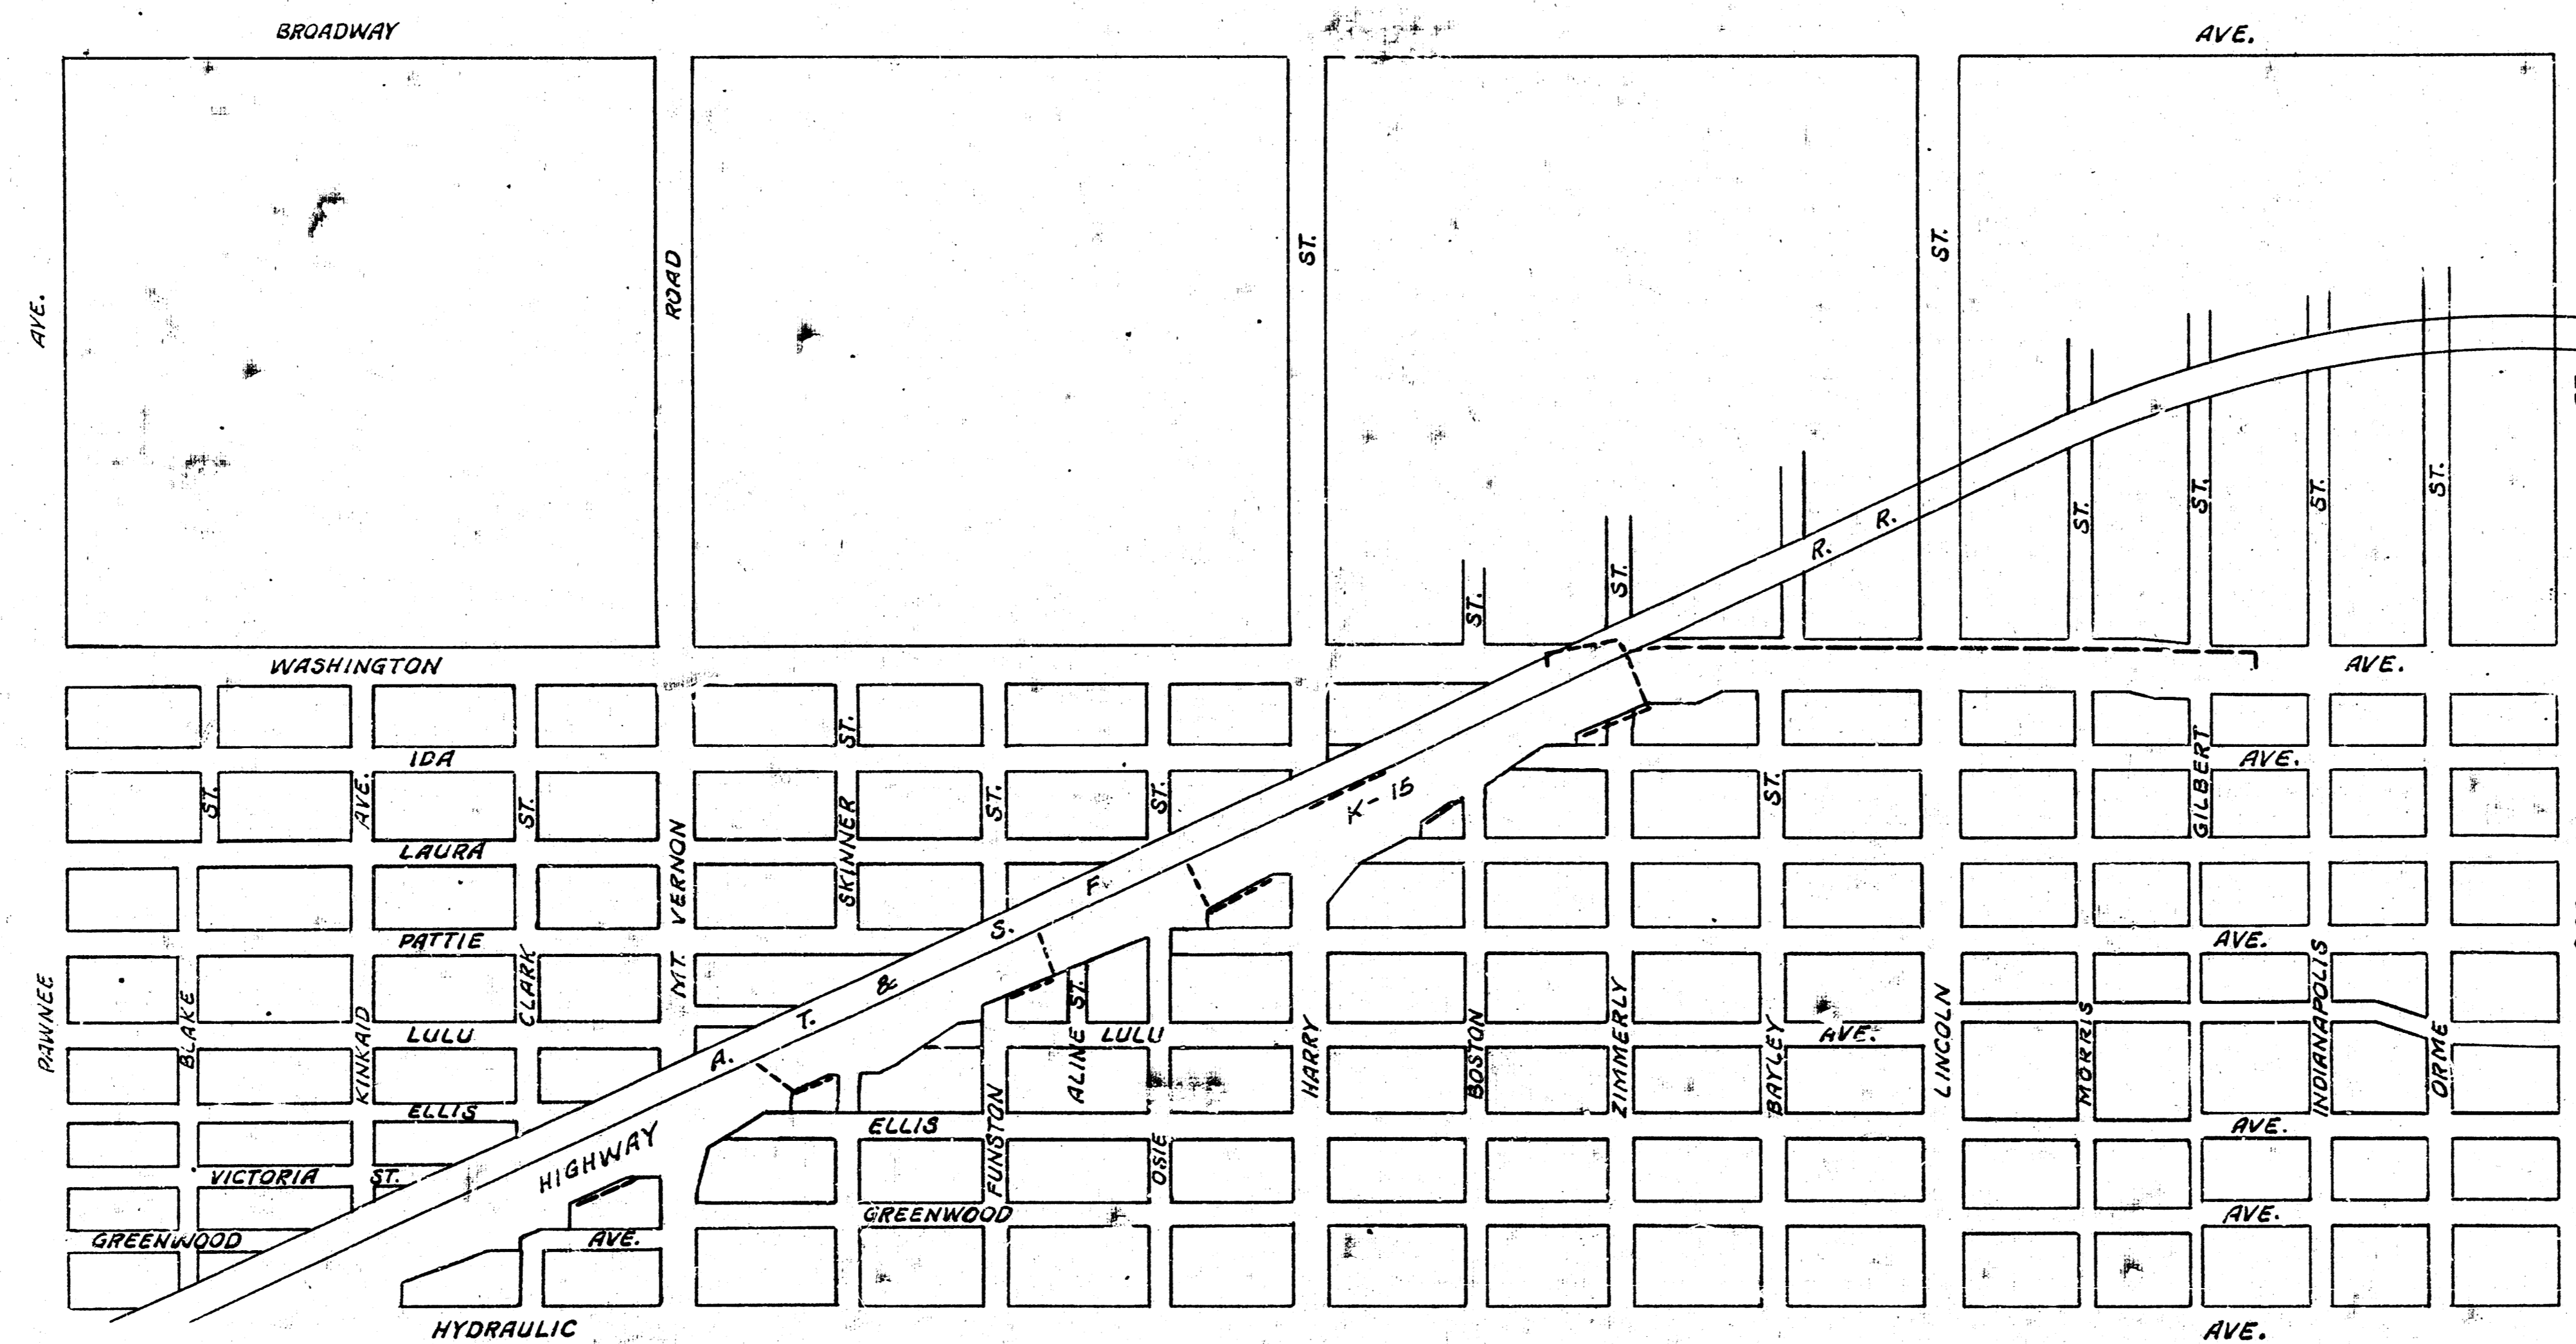 BROADWAY AVE.
AVE.
ROAD
ST.
ST.
ST.
ST.
ST.
ST.
ST.
ST.
R. R.
WASHINGTON AVE.
ST.
IDA AVE.
ST.
AVE.
ST.
ST.
ST.
K-15
ST.
GILBERT
LAURA
VERNON
SKINNER
F.
PATTIE AVE.
S.
&
T.
A.
PAWNEE
BLAKE
KINKAID
CLARK
MT.
ST.
ALINE
LULU
LULU AVE.
HARRY
BOSTON
ZIMMERLY
BAYLEY
LINCOLN
MORRIS
INDIANAPOLIS
ORME
ELLIS
ELLIS AVE.
HIGHWAY
FUNSTON
OSIE
VICTORIA ST.
GREENWOOD AVE.
GREENWOOD AVE.
HYDRAULIC AVE.